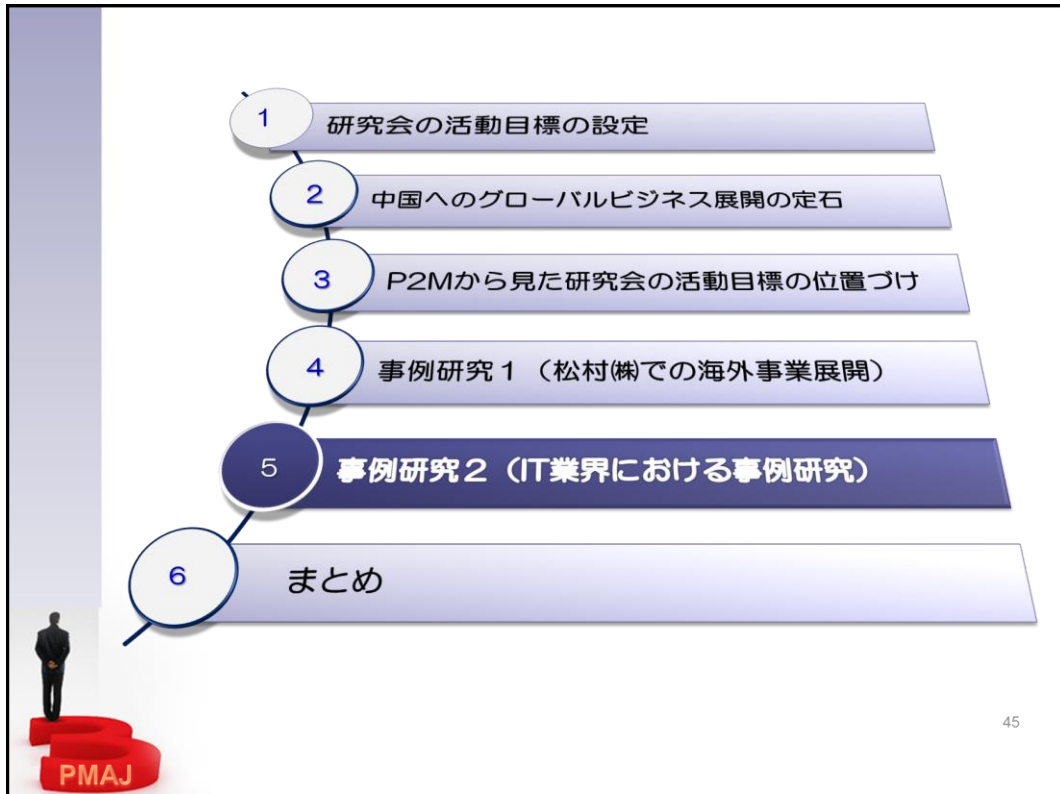 1 研究会の活動目標の設定
2 中国へのグローバルビジネス展開の定石
3 P2Mから見た研究会の活動目標の位置づけ
4 事例研究１（松村㈱での海外事業展開）
5 事例研究２（IT業界における事例研究）
6 まとめ
45
PMAJ